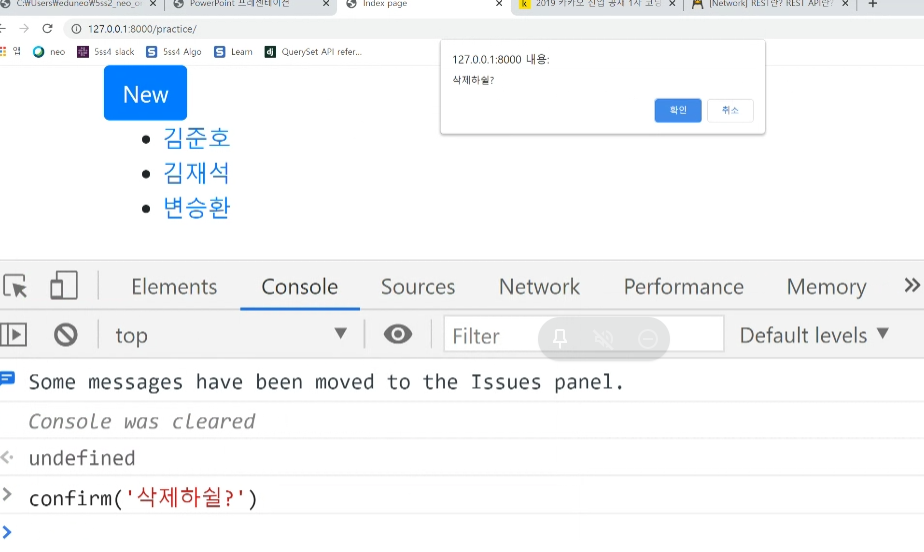 C:\Users\eduneo\5ss2_neo_or
PowerPoint 프레젠테이션
Index page
2019 카카오 신입 공채 1차 코딩
[Network] REST란? REST API란?
127.0.0.1:8000/practice/
앱 neo 5ss4 slack 5ss4 Algo Learn QuerySet API refer...
127.0.0.1:8000 내용:
삭제하쉴?
확인 취소
New
김준호
김재석
변승환
Elements Console Sources Network Performance Memory
top Filter Default levels
Some messages have been moved to the Issues panel.
Console was cleared
undefined
confirm('삭제하쉴?')